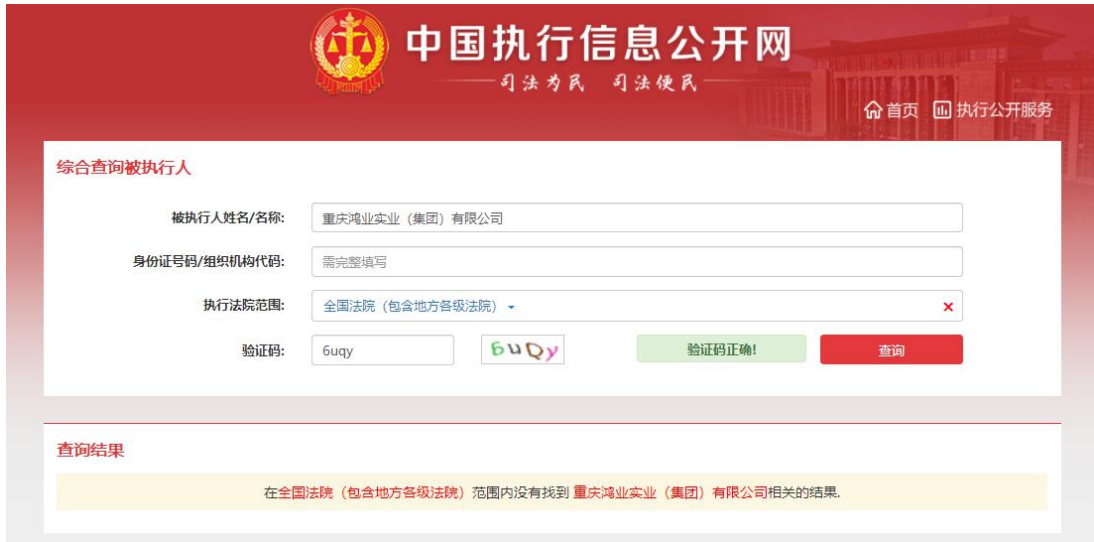 中国执行信息公开网
司法为民 司法便民
首页 执行公开服务
综合查询被执行人
被执行人姓名/名称: 重庆鸿业实业（集团）有限公司
身份证号码/组织机构代码: 需完整填写
执行法院范围: 全国法院（包含地方各级法院）
验证码: 6uqy 6uQy 验证码正确! 查询
查询结果
在全国法院（包含地方各级法院）范围内没有找到 重庆鸿业实业（集团）有限公司相关的结果.